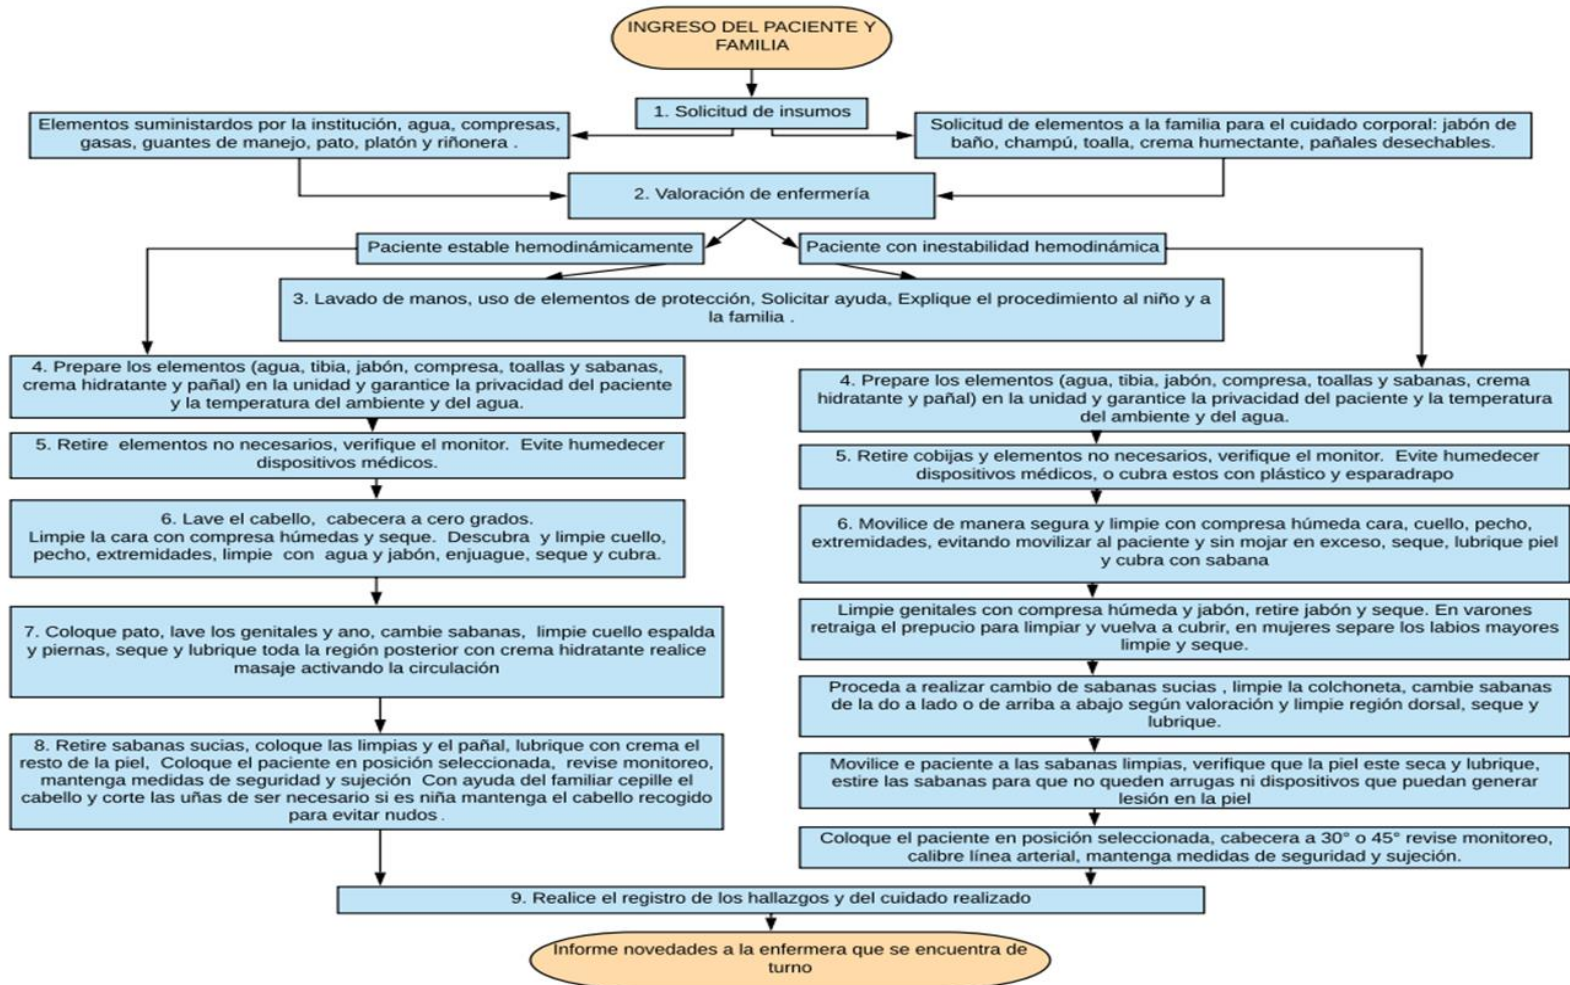 INGRESO DEL PACIENTE Y
FAMILIA
1. Solicitud de insumos
Elementos suministardos por la institución, agua, compresas,
gasas, guantes de manejo, pato, platón y riñonera .
Solicitud de elementos a la familia para el cuidado corporal: jabón de
baño, champú, toalla, crema humectante, pañales desechables.
2. Valoración de enfermería
Paciente estable hemodinámicamente
Paciente con inestabilidad hemodinámica
3. Lavado de manos, uso de elementos de protección, Solicitar ayuda, Explique el procedimiento al niño y a
la familia .
4. Prepare los elementos (agua, tibia, jabón, compresa, toallas y sabanas,
crema hidratante y pañal) en la unidad y garantice la privacidad del paciente
y la temperatura del ambiente y del agua.
5. Retire elementos no necesarios, verifique el monitor. Evite humedecer
dispositivos médicos.
6. Lave el cabello, cabecera a cero grados.
Limpie la cara con compresa húmedas y seque. Descubra y limpie cuello,
pecho, extremidades, limpie con agua y jabón, enjuague, seque y cubra.
7. Coloque pato, lave los genitales y ano, cambie sabanas, limpie cuello espalda
y piernas, seque y lubrique toda la región posterior con crema hidratante realice
masaje activando la circulación
8. Retire sabanas sucias, coloque las limpias y el pañal, lubrique con crema el
resto de la piel, Coloque el paciente en posición seleccionada, revise monitoreo,
mantenga medidas de seguridad y sujeción Con ayuda del familiar cepille el
cabello y corte las uñas de ser necesario si es niña mantenga el cabello recogido
para evitar nudos .
4. Prepare los elementos (agua, tibia, jabón, compresa, toallas y sabanas, crema
hidratante y pañal) en la unidad y garantice la privacidad del paciente y la temperatura
del ambiente y del agua.
5. Retire cobijas y elementos no necesarios, verifique el monitor. Evite humedecer
dispositivos médicos, o cubra estos con plástico y esparadrapo
6. Movilice de manera segura y limpie con compresa húmeda cara, cuello, pecho,
extremidades, evitando movilizar al paciente y sin mojar en exceso, seque, lubrique piel
y cubra con sabana
Limpie genitales con compresa húmeda y jabón, retire jabón y seque. En varones
retraiga el prepucio para limpiar y vuelva a cubrir, en mujeres separe los labios mayores
limpie y seque.
Proceda a realizar cambio de sabanas sucias , limpie la colchoneta, cambie sabanas
de la do a lado o de arriba a abajo según valoración y limpie región dorsal, seque y
lubrique.
Movilice e paciente a las sabanas limpias, verifique que la piel este seca y lubrique,
estire las sabanas para que no queden arrugas ni dispositivos que puedan generar
lesión en la piel
Coloque el paciente en posición seleccionada, cabecera a 30° o 45° revise monitoreo,
calibre línea arterial, mantenga medidas de seguridad y sujeción.
9. Realice el registro de los hallazgos y del cuidado realizado
Informe novedades a la enfermera que se encuentra de
turno